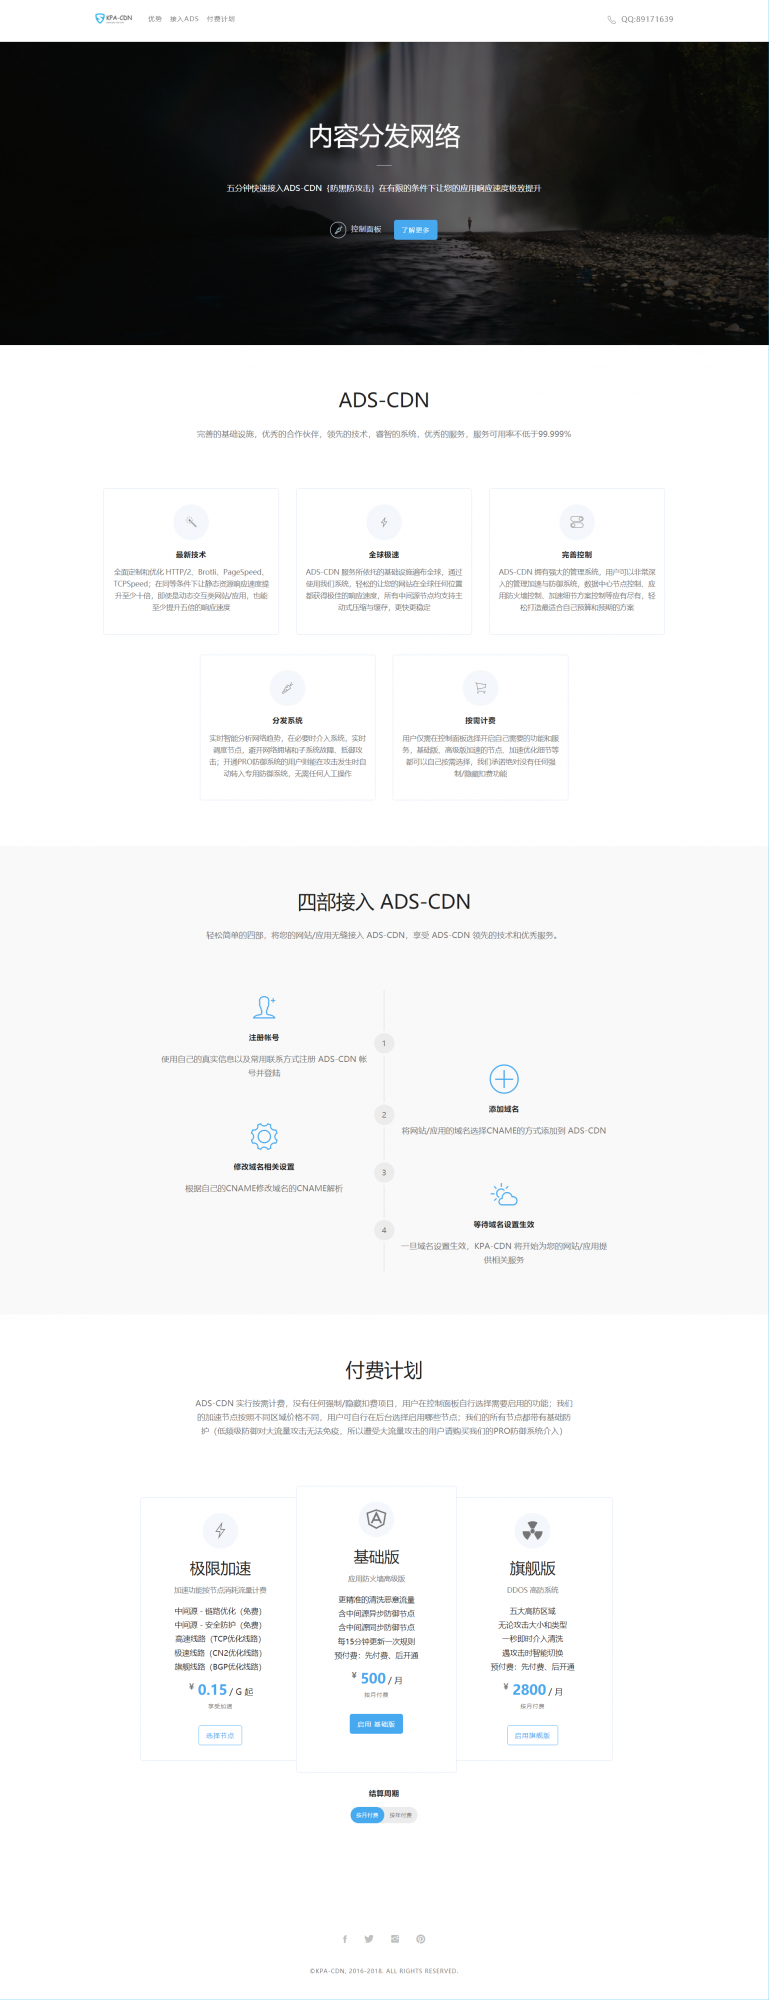 KPA-CDN
优势 接入ADS 付费计划
QQ:89171639
内容分发网络
五分钟快速接入ADS-CDN（防黑防攻击）在有限的条件下让您的应用响应速度极致提升
控制面板
了解更多
ADS-CDN
完善的基础设施，优秀的合作伙伴，领先的技术，睿智的系统，优秀的服务，服务可用率不低于99.999%
最新技术
全面定制和优化 HTTP/2、Brotli、PageSpeed、
TCPSpeed；在同等条件下让静态资源响应速度提
升至少十倍，即使是动态交互类网站/应用，也能
至少提升五倍的响应速度
全球极速
ADS-CDN 服务所依托的基础设施遍布全球，通过
使用我们系统，轻松的让您的网站在全球任何位置
都获得极佳的响应速度，所有中间源节点均支持主
动式压缩与缓存，更快更稳定
完善控制
ADS-CDN 拥有强大的管理系统，用户可以非常深
入的管理加速与防御系统，数据中心节点控制、应
用防火墙控制、加速细节方案控制等应有尽有，轻
松打造最适合自己预算和预期的方案
分发系统
实时智能分析网络趋势，在必要时介入系统，实时
调度节点，避开网络拥堵和子系统故障、抵御攻
击；开通PRO防御系统的用户则能在攻击发生时自
动转入专用防御系统，无需任何人工操作
按需计费
用户仅需在控制面板选择开启自己需要的功能和服
务，基础版、高级版加速的节点、加速优化细节等
都可以自己按需选择，我们承诺绝对没有任何强
制/隐藏扣费功能
四部接入 ADS-CDN
轻松简单的四部，将您的网站/应用无缝接入 ADS-CDN，享受 ADS-CDN 领先的技术和优秀服务。
注册帐号
使用自己的真实信息以及常用联系方式注册 ADS-CDN 帐
号并登陆
1
添加域名
将网站/应用的域名选择CNAME的方式添加到 ADS-CDN
2
修改域名相关设置
根据自己的CNAME修改域名的CNAME解析
3
等待域名设置生效
一旦域名设置生效，KPA-CDN 将开始为您的网站/应用提
供相关服务
4
付费计划
ADS-CDN 实行按需计费，没有任何强制/隐藏扣费项目，用户在控制面板自行选择需要启用的功能；我们
的加速节点按照不同区域价格不同，用户可自行在后台选择启用哪些节点；我们的所有节点都带有基础防
护（低频级防御对大流量攻击无法免疫，所以遭受大流量攻击的用户请购买我们的PRO防御系统介入）
极限加速
加速功能按节点消耗流量计费
中间源 - 链路优化（免费）
中间源 - 安全防护（免费）
高速线路（TCP优化线路）
极速线路（CN2优化线路）
旗舰线路（BGP优化线路）
¥ 0.15 / G 起
享受加速
选择节点
基础版
应用防火墙高级版
更精准的清洗恶意流量
含中间源异步防御节点
含中间源同步防御节点
每15分钟更新一次规则
预付费：先付费、后开通
¥ 500 / 月
按月付费
启用 基础版
旗舰版
DDOS 高防系统
五大高防区域
无论攻击大小和类型
一秒即时介入清洗
遇攻击时智能切换
预付费：先付费、后开通
¥ 2800 / 月
按月付费
启用旗舰版
结算周期
按月付费 按年付费
©KPA-CDN, 2016-2018. ALL RIGHTS RESERVED.